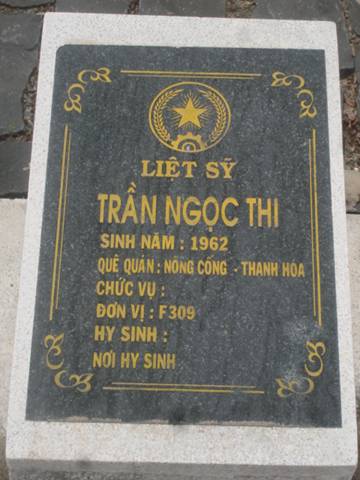 LIỆT SỸ
TRẦN NGỌC THI
SINH NĂM : 1962
QUÊ QUÁN : NÔNG CỐNG - THANH HÓA
CHỨC VỤ :
ĐƠN VỊ : F309
HY SINH :
NƠI HY SINH